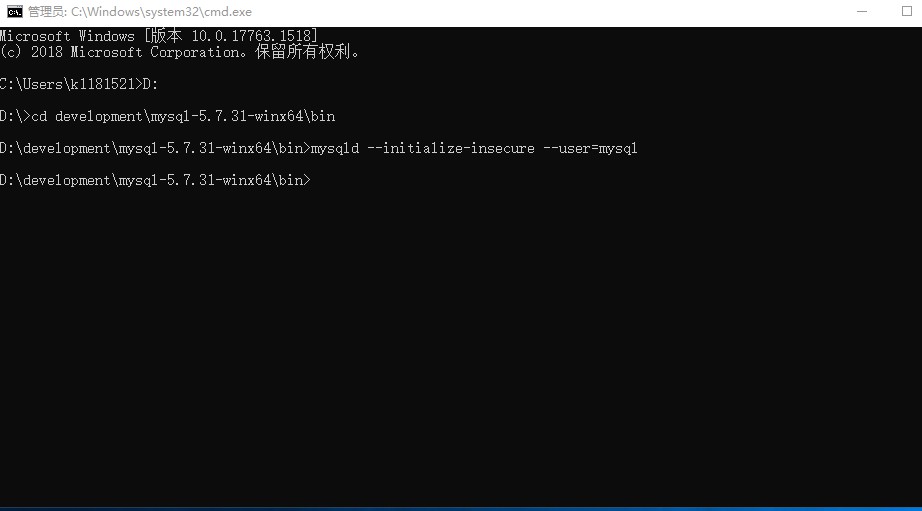 管理员: C:\Windows\system32\cmd.exe
Microsoft Windows [版本 10.0.17763.1518]
(c) 2018 Microsoft Corporation。保留所有权利。
C:\Users\kl181521>D:
D:\>cd development\mysql-5.7.31-winx64\bin
D:\development\mysql-5.7.31-winx64\bin>mysqld --initialize-insecure --user=mysql
D:\development\mysql-5.7.31-winx64\bin>